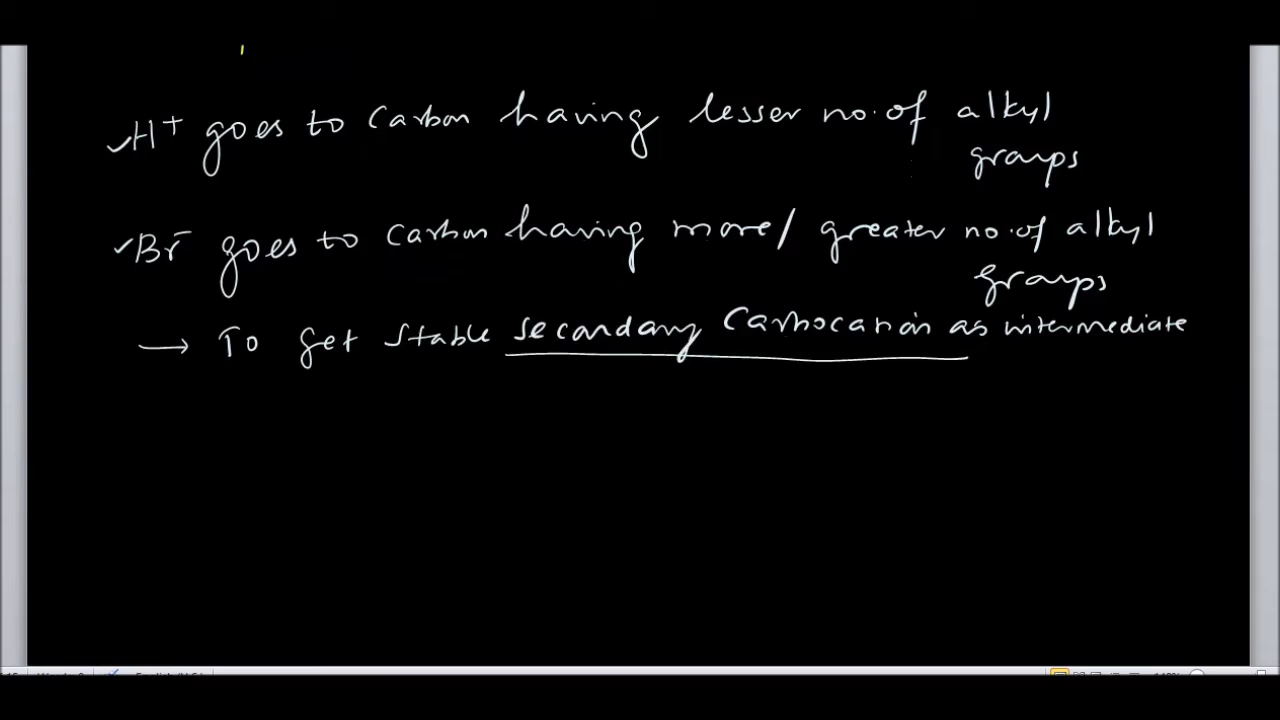 H+ goes to carbon having lesser no. of alkyl
groups
Br- goes to carbon having more/ greater no. of alkyl
groups
→ To get stable secondary Carbocation as intermediate